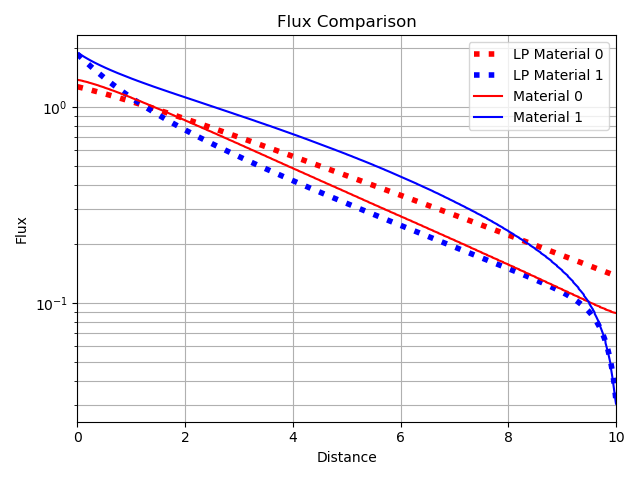 Flux Comparison
LP Material 0
LP Material 1
Material 0
Material 1
Flux
10⁰
10⁻¹
0 2 4 6 8 10
Distance